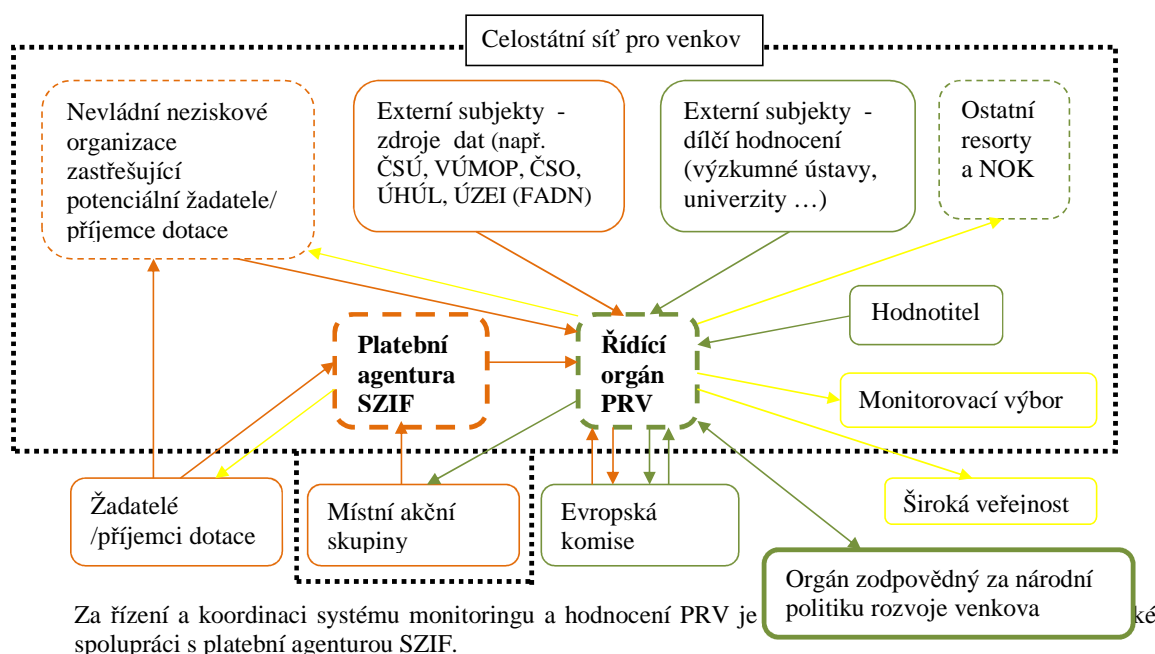 Celostátní síť pro venkov
Nevládní neziskové
organizace
zastřešující
potenciální žadatele/
příjemce dotace
Externí subjekty -
zdroje dat (např.
ČSÚ, VÚMOP, ČSO,
ÚHÚL, ÚZEI (FADN)
Externí subjekty -
dílčí hodnocení
(výzkumné ústavy,
univerzity …)
Ostatní
resorty
a NOK
Hodnotitel
Platební
agentura
SZIF
Řídící
orgán
PRV
Monitorovací výbor
Široká veřejnost
Žadatelé
/příjemci dotace
Místní akční
skupiny
Evropská
komise
Orgán zodpovědný za národní
politiku rozvoje venkova
Za řízení a koordinaci systému monitoringu a hodnocení PRV je
spolupráci s platební agenturou SZIF.